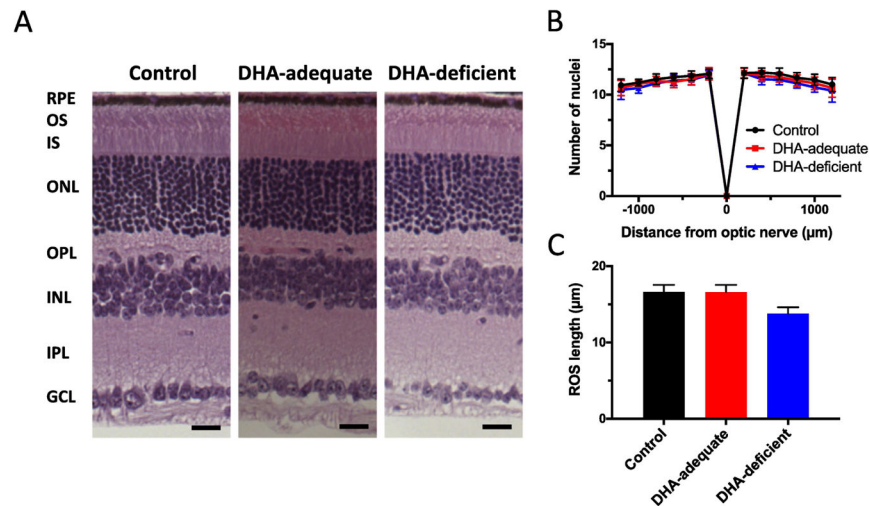 A
Control DHA-adequate DHA-deficient
RPE
OS
IS
ONL
OPL
INL
IPL
GCL
B
Number of nuclei
15
10
5
0
-1000 0 1000
Distance from optic nerve (µm)
Control
DHA-adequate
DHA-deficient
C
ROS length (µm)
20
10
0
Control
DHA-adequate
DHA-deficient